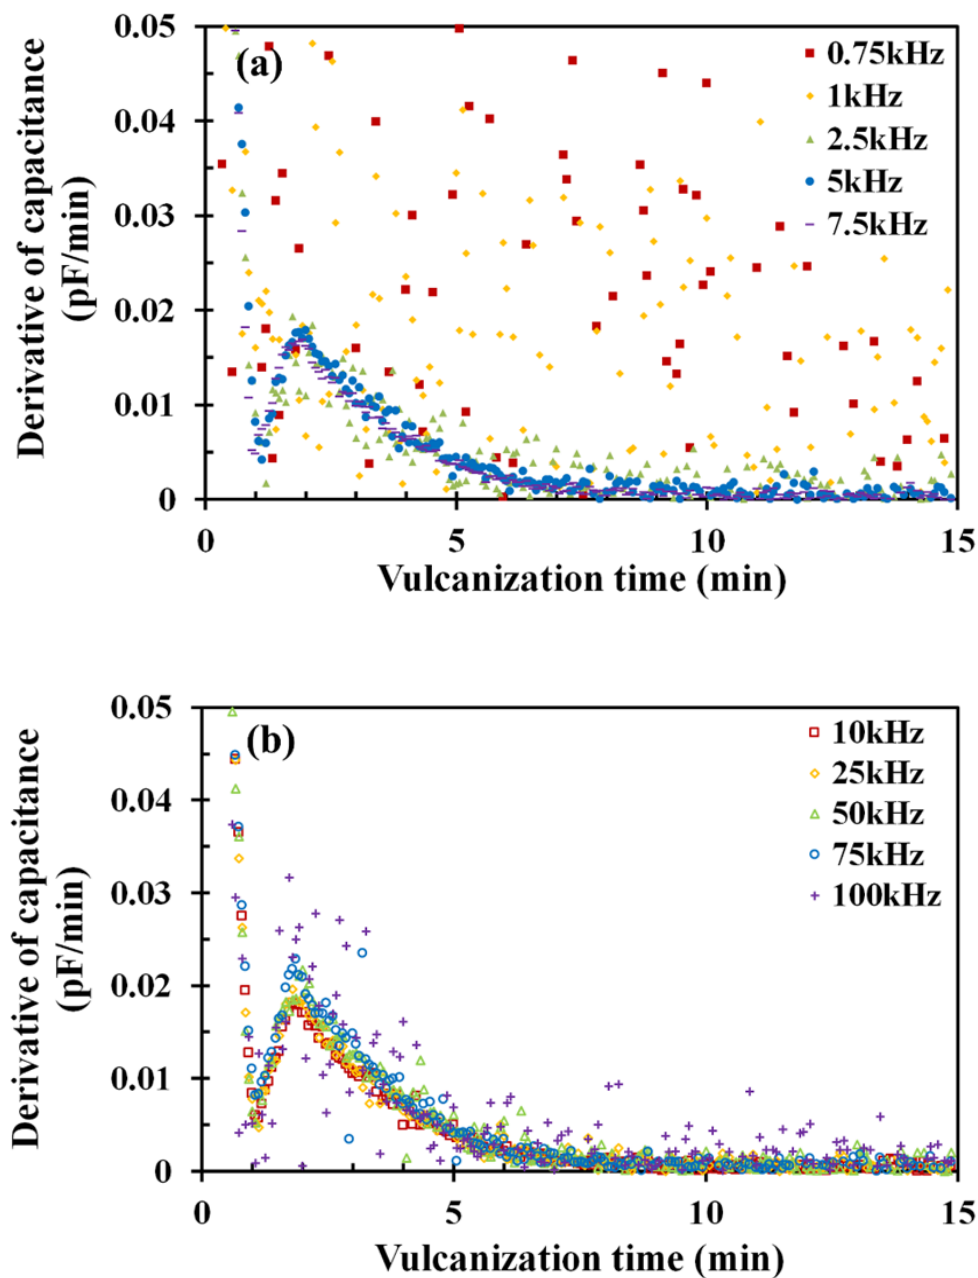 (a)
0.05
0.04
0.03
0.02
0.01
0
Derivative of capacitance
(pF/min)
0.75kHz
1kHz
2.5kHz
5kHz
7.5kHz
0 5 10 15
Vulcanization time (min)
(b)
0.05
0.04
0.03
0.02
0.01
0
Derivative of capacitance
(pF/min)
10kHz
25kHz
50kHz
75kHz
100kHz
0 5 10 15
Vulcanization time (min)